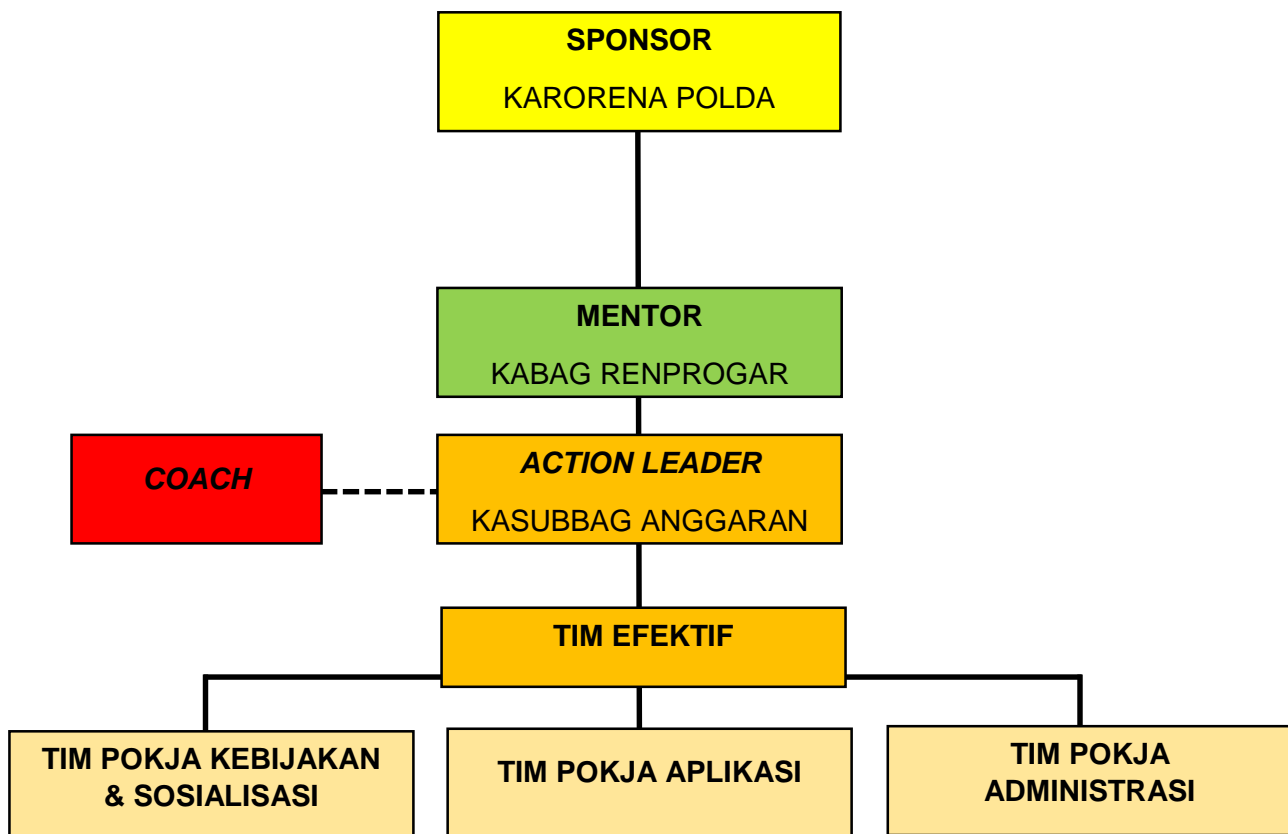 SPONSOR
KARORENA POLDA
MENTOR
KABAG RENPROGAR
COACH
ACTION LEADER
KASUBBAG ANGGARAN
TIM EFEKTIF
TIM POKJA KEBIJAKAN
& SOSIALISASI
TIM POKJA APLIKASI
TIM POKJA
ADMINISTRASI